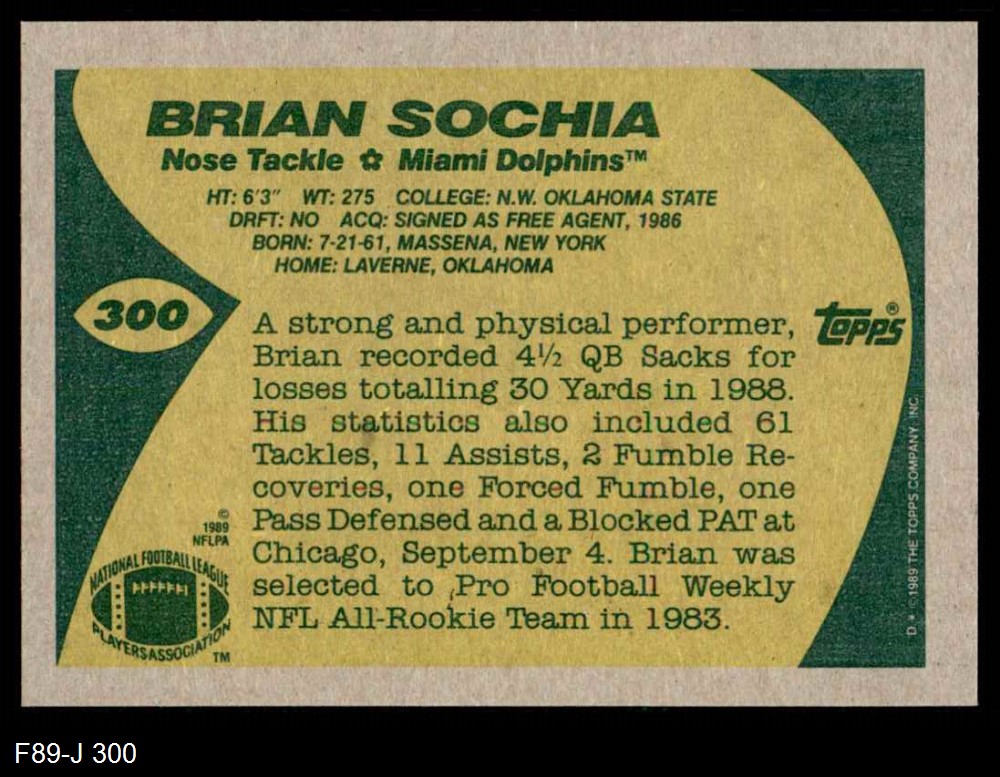 BRIAN SOCHIA
Nose Tackle ✿ Miami Dolphins™
HT: 6'3" WT: 275 COLLEGE: N.W. OKLAHOMA STATE
DRFT: NO ACQ: SIGNED AS FREE AGENT, 1986
BORN: 7-21-61, MASSENA, NEW YORK
HOME: LAVERNE, OKLAHOMA
300
topps®
A strong and physical performer,
Brian recorded 4½ QB Sacks for
losses totalling 30 Yards in 1988.
His statistics also included 61
Tackles, 11 Assists, 2 Fumble Re-
coveries, one Forced Fumble, one
Pass Defensed and a Blocked PAT at
Chicago, September 4. Brian was
selected to Pro Football Weekly
NFL All-Rookie Team in 1983.
©
1989
NFLPA
NATIONAL FOOTBALL LEAGUE
PLAYERS ASSOCIATION
TM
D * © 1989 THE TOPPS COMPANY, INC.
F89-J 300